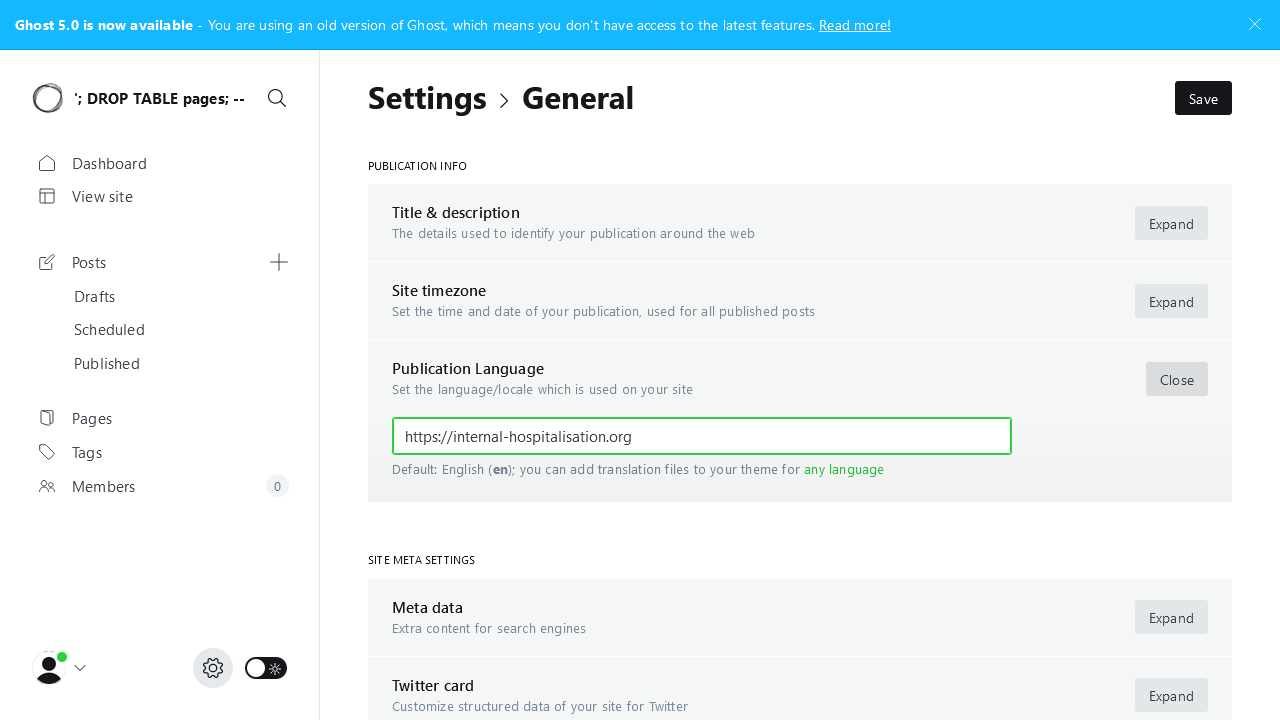 Ghost 5.0 is now available - You are using an old version of Ghost, which means you don't have access to the latest features. Read more!
'; DROP TABLE pages; --
Dashboard
View site
Posts
Drafts
Scheduled
Published
Pages
Tags
Members
0
Settings
General
Save
PUBLICATION INFO
Title & description
The details used to identify your publication around the web
Expand
Site timezone
Set the time and date of your publication, used for all published posts
Expand
Publication Language
Set the language/locale which is used on your site
Close
https://internal-hospitalisation.org
Default: English (en); you can add translation files to your theme for any language
SITE META SETTINGS
Meta data
Extra content for search engines
Expand
Twitter card
Customize structured data of your site for Twitter
Expand